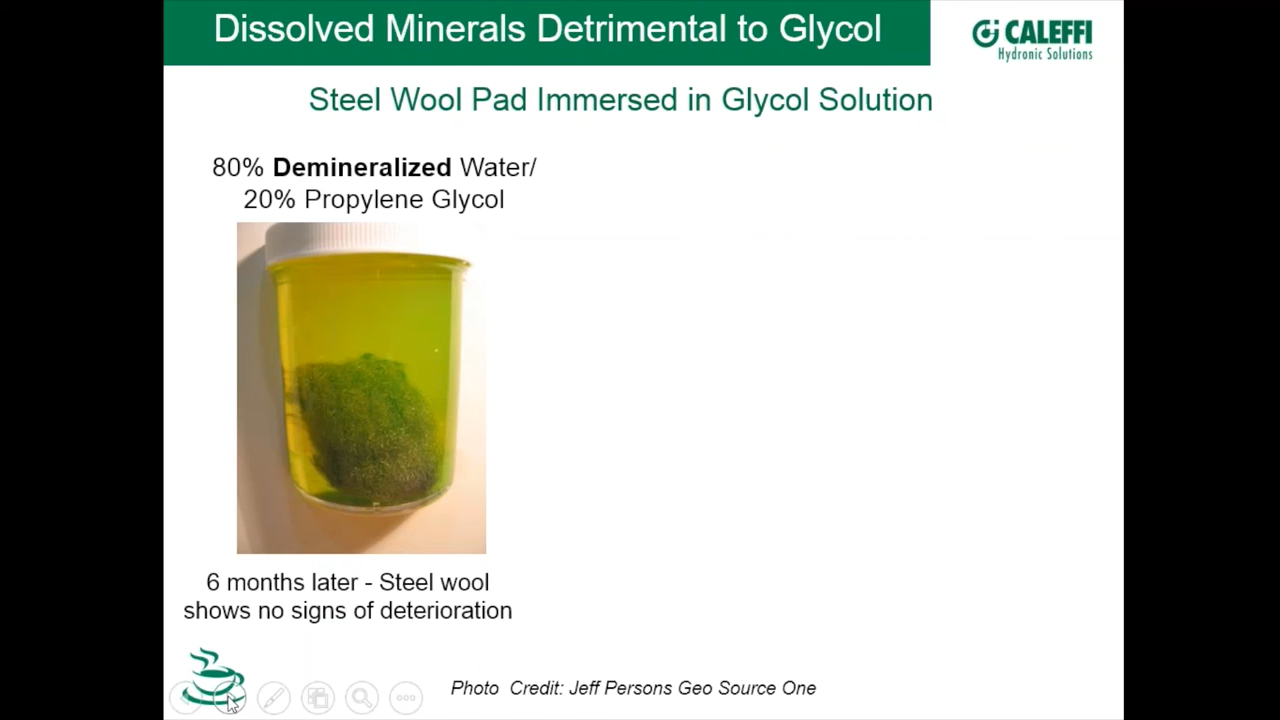 Dissolved Minerals Detrimental to Glycol
CALEFFI
Hydronic Solutions
Steel Wool Pad Immersed in Glycol Solution
80% Demineralized Water/
20% Propylene Glycol
6 months later - Steel wool
shows no signs of deterioration
Photo Credit: Jeff Persons Geo Source One